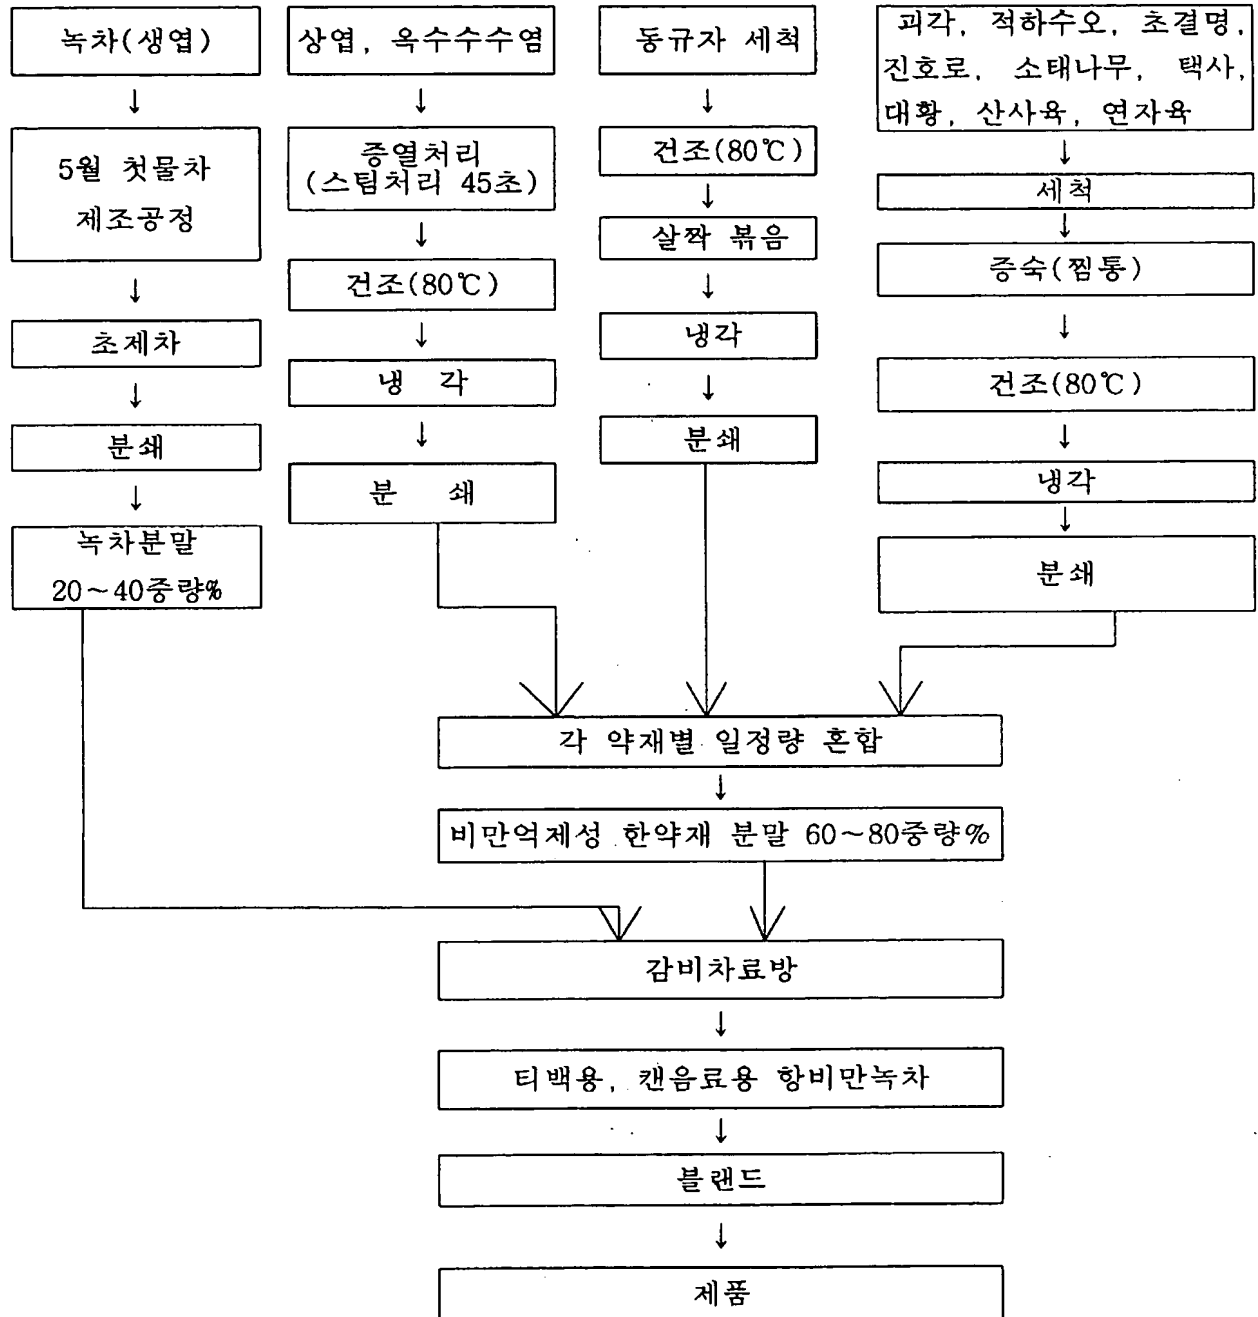 녹차(생엽)
↓
5월 첫물차
제조공정
↓
초제차
↓
분쇄
↓
녹차분말
20~40중량%
상엽, 옥수수수염
↓
증열처리
(스팀처리 45초)
↓
건조(80℃)
↓
냉 각
↓
분 쇄
동규자 세척
↓
건조(80℃)
↓
살짝 볶음
↓
냉각
↓
분쇄
괴각, 적하수오, 초결명,
진호로, 소태나무, 택사,
대황, 산사육, 연자육
↓
세척
↓
증숙(찜통)
↓
건조(80℃)
↓
냉각
↓
분쇄
각 약재별 일정량 혼합
↓
비만억제성 한약재 분말 60~80중량%
감비차료방
↓
티백용, 캔음료용 항비만녹차
↓
블랜드
↓
제품